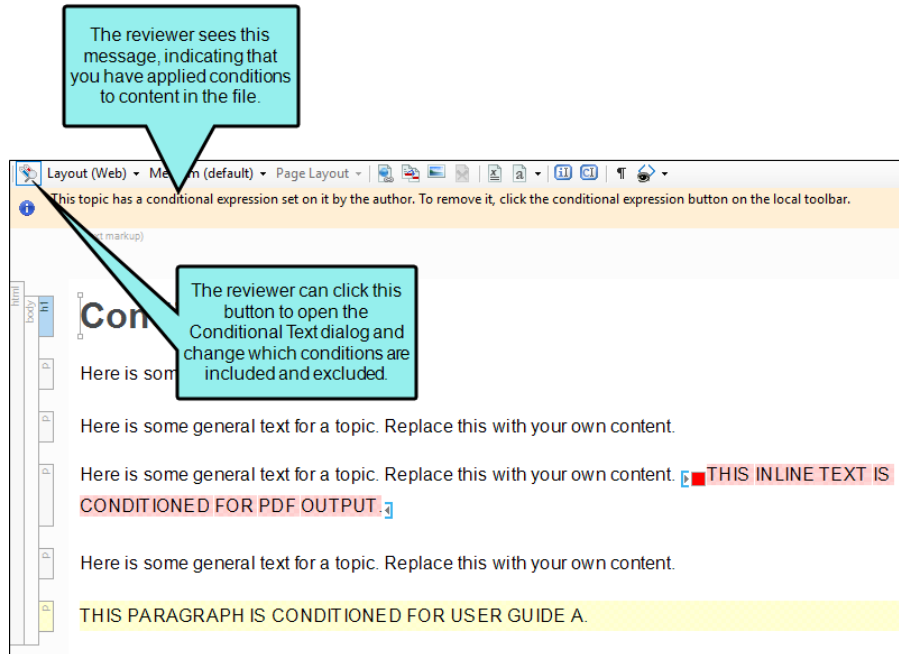 The reviewer sees this
message, indicating that
you have applied conditions
to content in the file.
Layout (Web) Me m (default) Page Layout
This topic has a conditional expression set on it by the author. To remove it, click the conditional expression button on the local toolbar.
xt markup)
The reviewer can click this
button to open the
Conditional Text dialog and
change which conditions are
included and excluded.
html
body
h1
Con
p
Here is som
p
Here is some general text for a topic. Replace this with your own content.
p
Here is some general text for a topic. Replace this with your own content. THIS INLINE TEXT IS
CONDITIONED FOR PDF OUTPUT.
p
Here is some general text for a topic. Replace this with your own content.
p
THIS PARAGRAPH IS CONDITIONED FOR USER GUIDE A.